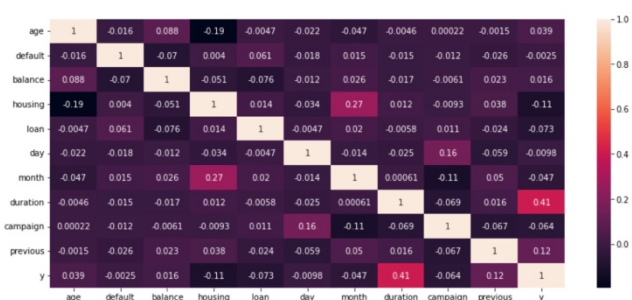 age 1 -0.016 0.088 -0.19 -0.0047 -0.022 -0.047 -0.0046 0.00022 -0.0015 0.039
default -0.016 1 -0.07 0.004 0.061 -0.018 0.015 -0.015 -0.012 -0.026 -0.0025
balance 0.088 -0.07 1 -0.051 -0.076 -0.012 0.026 -0.017 -0.0061 0.023 0.016
housing -0.19 0.004 -0.051 1 0.014 -0.034 0.27 0.012 -0.0093 0.038 -0.11
loan -0.0047 0.061 -0.076 0.014 1 -0.0047 0.02 -0.0058 0.011 -0.024 -0.073
day -0.022 -0.018 -0.012 -0.034 -0.0047 1 -0.014 -0.025 0.16 -0.059 -0.0098
month -0.047 0.015 0.026 0.27 0.02 -0.014 1 0.00061 -0.11 0.05 -0.047
duration -0.0046 -0.015 -0.017 0.012 -0.0058 -0.025 0.00061 1 -0.069 0.016 0.41
campaign 0.00022 -0.012 -0.0061 -0.0093 0.011 0.16 -0.11 -0.069 1 -0.067 -0.064
previous -0.0015 -0.026 0.023 0.038 -0.024 -0.059 0.05 0.016 -0.067 1 0.12
y 0.039 -0.0025 0.016 -0.11 -0.073 -0.0098 -0.047 0.41 -0.064 0.12 1
age default balance housing loan day month duration campaign previous y
1.0
0.8
0.6
0.4
0.2
0.0